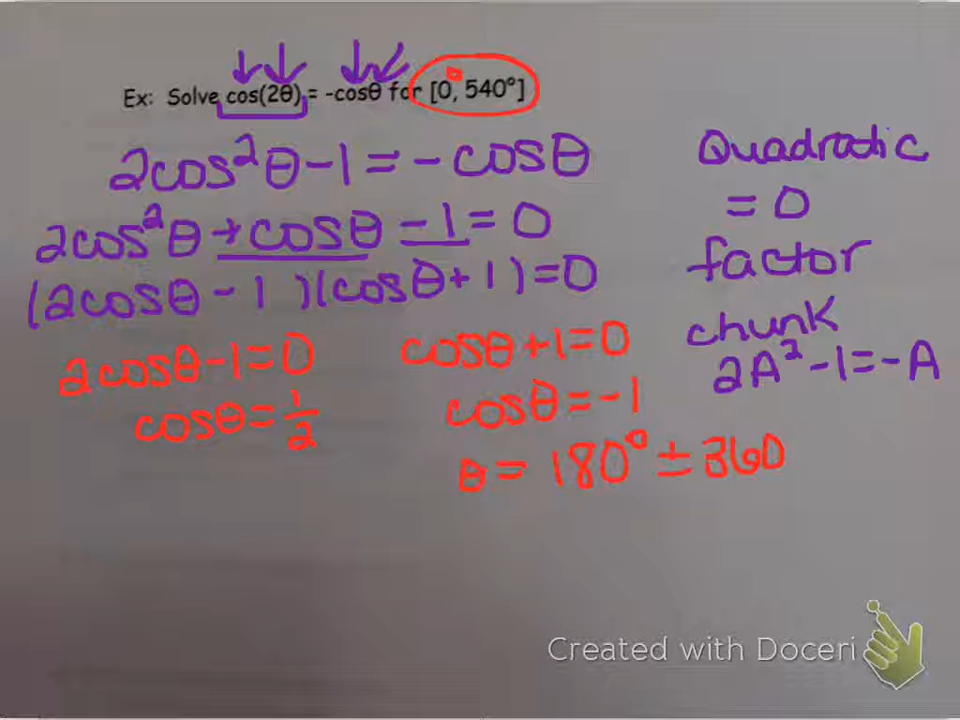 Ex: Solve cos(2θ) = -cosθ for [0, 540°]
2cos²θ-1 = -cosθ
2cos²θ + cosθ - 1 = 0
(2cosθ - 1)(cosθ + 1) = 0
2cosθ-1=0
cosθ = 1/2
cosθ+1=0
cosθ = -1
θ = 180° ± 360
Quadratic
= 0
factor
chunk
2A²-1=-A
Created with Doceri